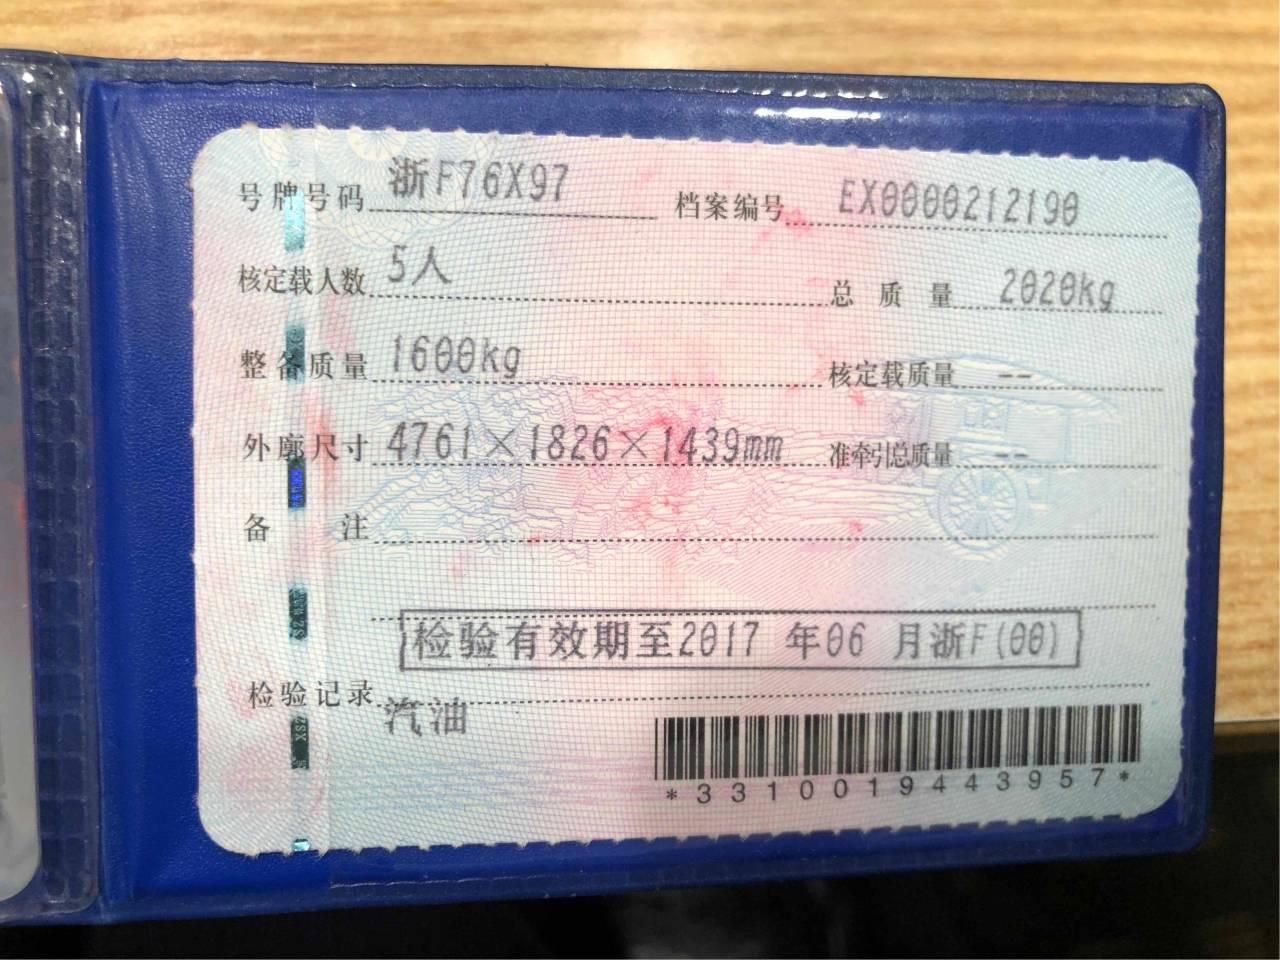 号牌号码 浙F76X97 档案编号 EX0000212190
核定载人数 5人 总质量 2020kg
整备质量 1600kg 核定载质量 --
外廓尺寸 4761×1826×1439mm 准牵引总质量 --
备注
检验有效期至2017 年06 月浙F(00)
检验记录
汽油
*3310019443957*